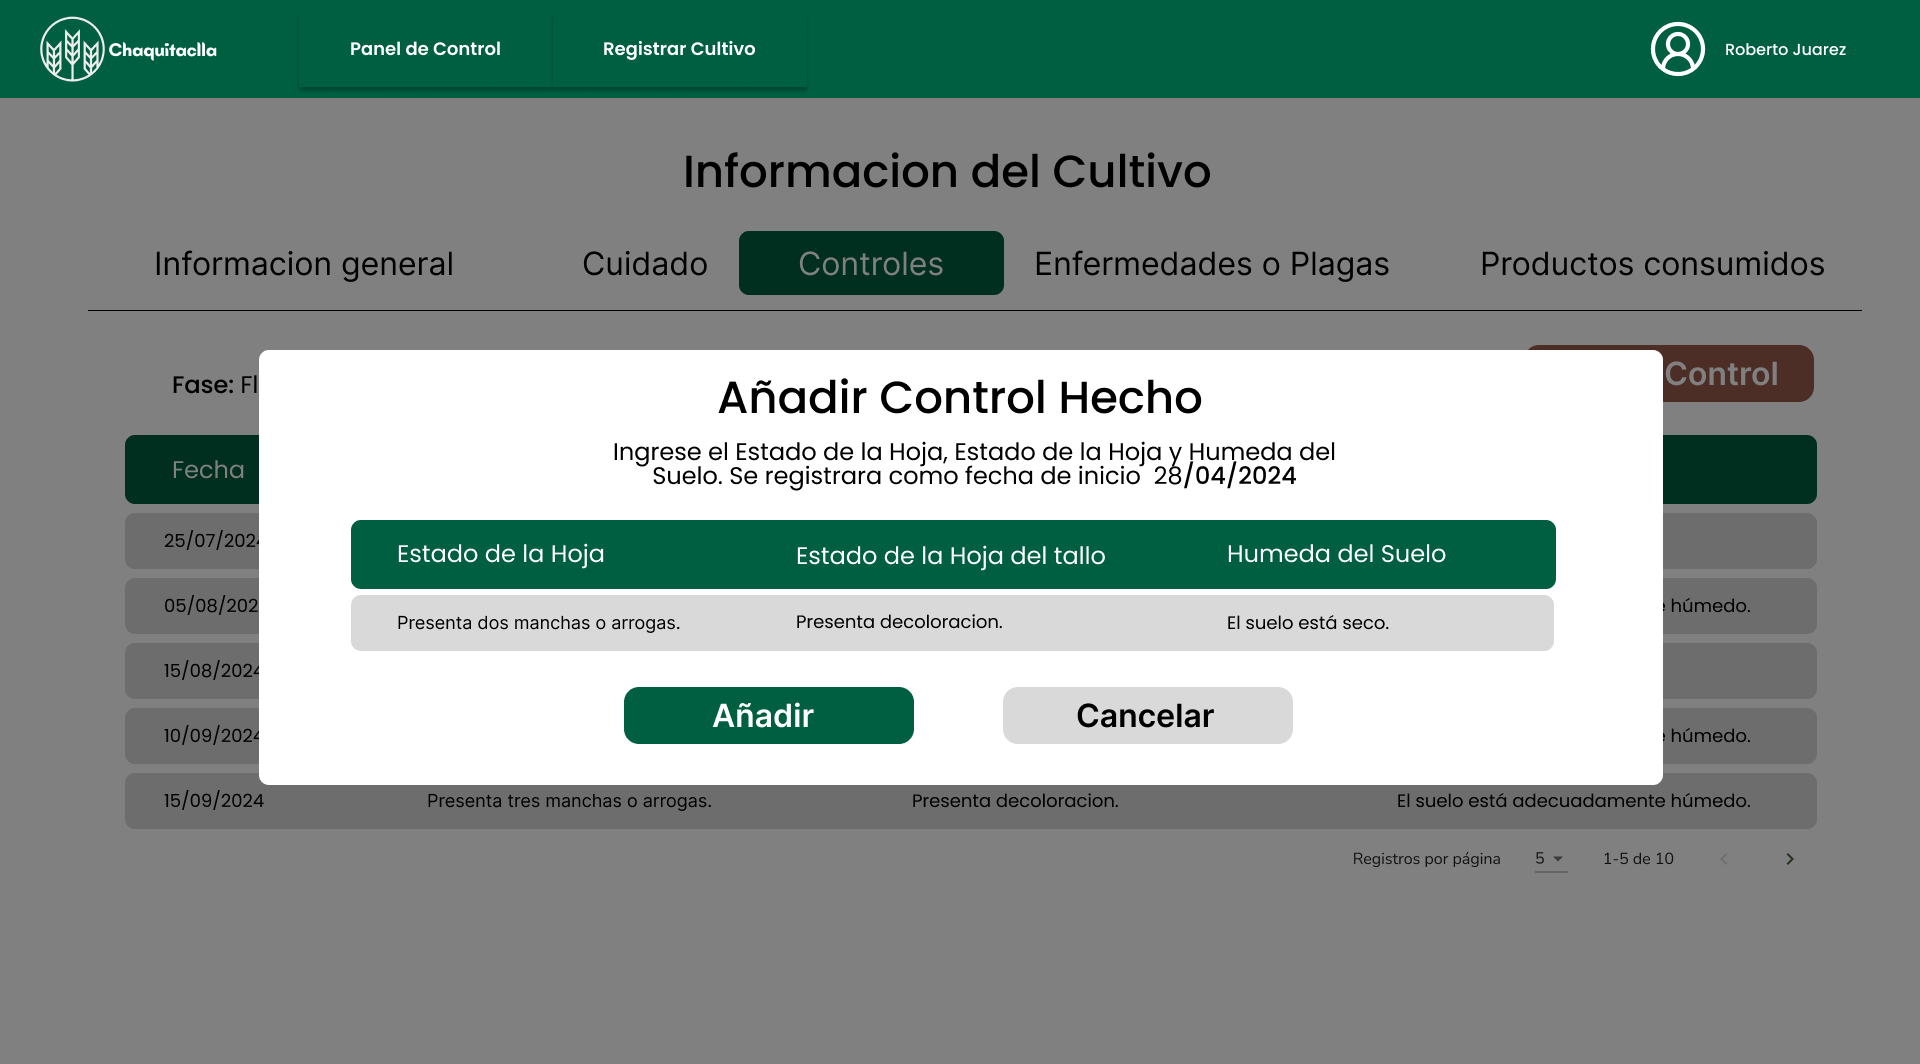 Chaquitaclla
Panel de Control
Registrar Cultivo
Roberto Juarez
Informacion del Cultivo
Informacion general
Cuidado
Controles
Enfermedades o Plagas
Productos consumidos
Fase: Fl
Control
Añadir Control Hecho
Ingrese el Estado de la Hoja, Estado de la Hoja y Humeda del
Suelo. Se registrara como fecha de inicio 28/04/2024
Fecha
Estado de la Hoja
Estado de la Hoja del tallo
Humeda del Suelo
25/07/2024
05/08/202
húmedo.
Presenta dos manchas o arrogas.
Presenta decoloracion.
El suelo está seco.
15/08/2024
10/09/2024
húmedo.
Añadir
Cancelar
15/09/2024
Presenta tres manchas o arrogas.
Presenta decoloracion.
El suelo está adecuadamente húmedo.
Registros por página
5
1-5 de 10